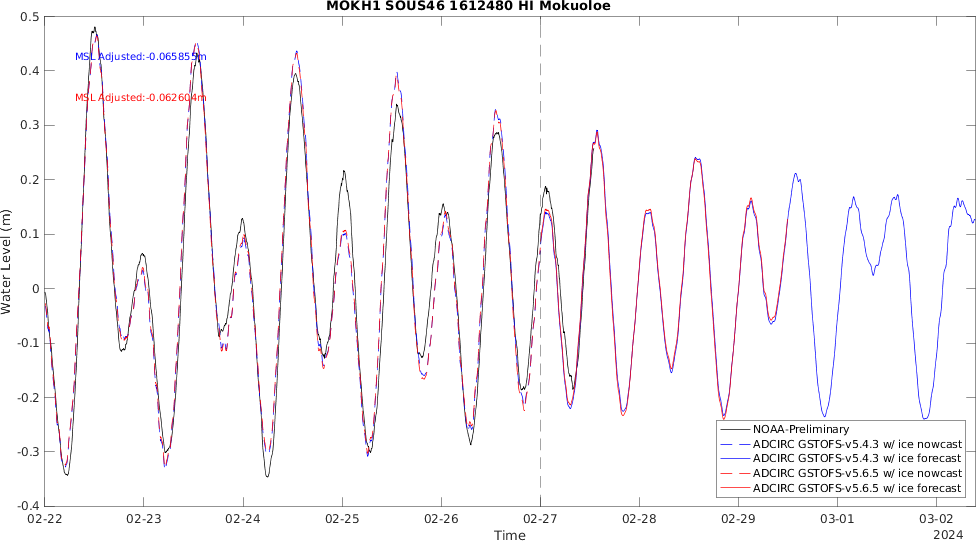 MOKH1 SOUS46 1612480 HI Mokuoloe
0.5
MSL Adjusted:-0.065855m
0.4
MSL Adjusted:-0.062604m
0.3
0.2
0.1
Water Level (m)
0
-0.1
-0.2
-0.3
-0.4
NOAA-Preliminary
ADCIRC GSTOFS-v5.4.3 w/ ice nowcast
ADCIRC GSTOFS-v5.4.3 w/ ice forecast
ADCIRC GSTOFS-v5.6.5 w/ ice nowcast
ADCIRC GSTOFS-v5.6.5 w/ ice forecast
02-22 02-23 02-24 02-25 02-26 02-27 02-28 02-29 03-01 03-02
Time
2024